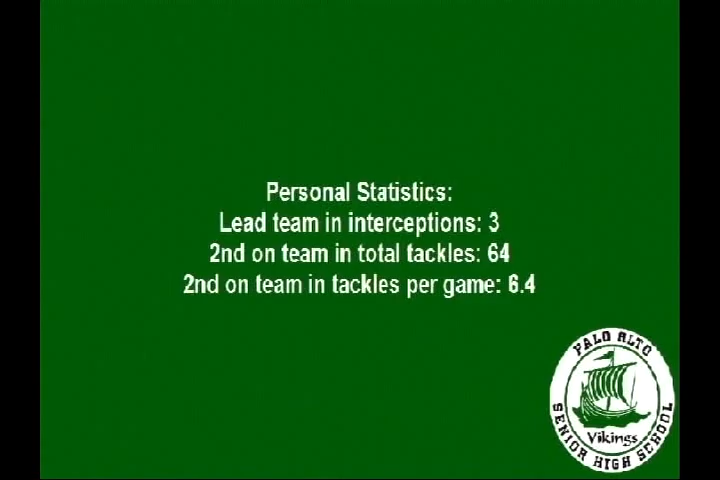 Personal Statistics:
Lead team in interceptions: 3
2nd on team in total tackles: 64
2nd on team in tackles per game: 6.4
PALO ALTO
Vikings
SENIOR HIGH SCHOOL